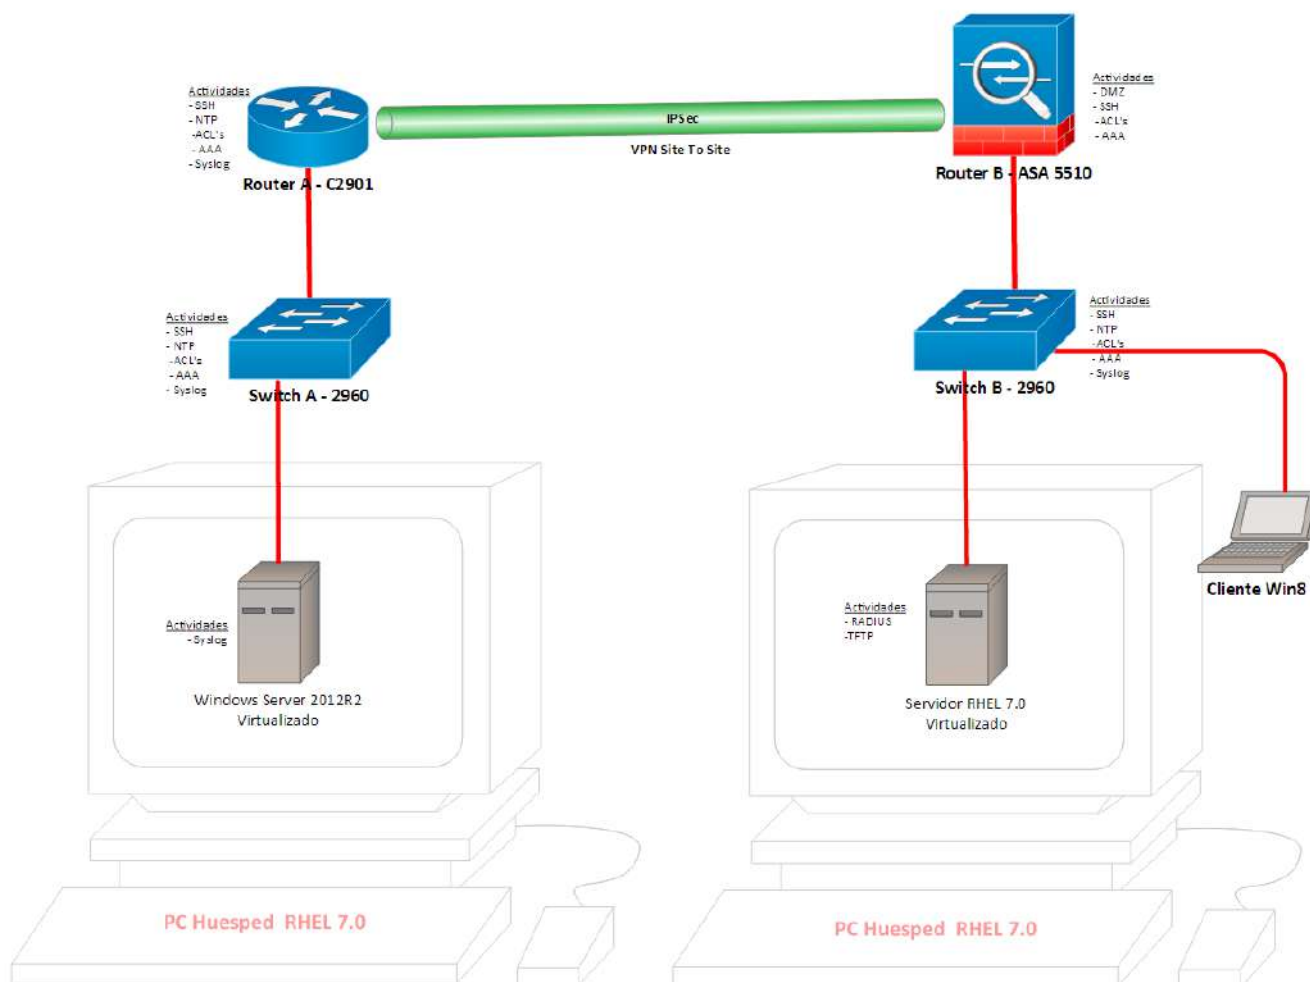 Actividades
- SSH
- NTP
-ACL's
- AAA
- Syslog
Router A - C2901
IPSec
VPN Site To Site
Actividades
- DMZ
- SSH
-ACL's
- AAA
Router B - ASA 5510
Actividades
- SSH
- NTP
-ACL's
- AAA
- Syslog
Switch A - 2960
Actividades
- SSH
- NTP
-ACL's
- AAA
- Syslog
Switch B - 2960
Cliente Win8
Actividades
- Syslog
Windows Server 2012R2
Virtualizado
Actividades
- RADIUS
-TFTP
Servidor RHEL 7.0
Virtualizado
PC Huesped RHEL 7.0
PC Huesped RHEL 7.0